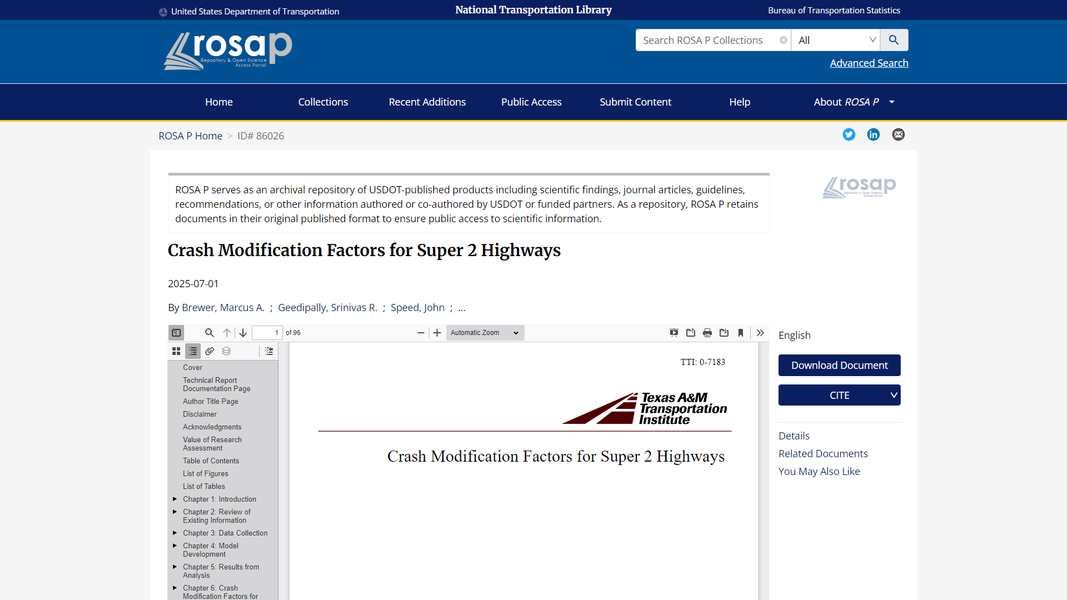 United States Department of Transportation
National Transportation Library
Bureau of Transportation Statistics
rosap
Repository & Open Science
Access Portal
Search ROSA P Collections
All
Advanced Search
Home
Collections
Recent Additions
Public Access
Submit Content
Help
About ROSA P
ROSA P Home > ID# 86026
ROSA P serves as an archival repository of USDOT-published products including scientific findings, journal articles, guidelines,
recommendations, or other information authored or co-authored by USDOT or funded partners. As a repository, ROSA P retains
documents in their original published format to ensure public access to scientific information.
rosap
Crash Modification Factors for Super 2 Highways
2025-07-01
By Brewer, Marcus A. ; Geedipally, Srinivas R. ; Speed, John ; ...
1 of 96
Automatic Zoom
Cover
Technical Report
Documentation Page
Author Title Page
Disclaimer
Acknowledgments
Value of Research
Assessment
Table of Contents
List of Figures
List of Tables
Chapter 1: Introduction
Chapter 2: Review of
Existing Information
Chapter 3: Data Collection
Chapter 4: Model
Development
Chapter 5: Results from
Analysis
Chapter 6: Crash
Modification Factors for
TTI: 0-7183
Texas A&M
Transportation
Institute
Crash Modification Factors for Super 2 Highways
English
Download Document
CITE
Details
Related Documents
You May Also Like